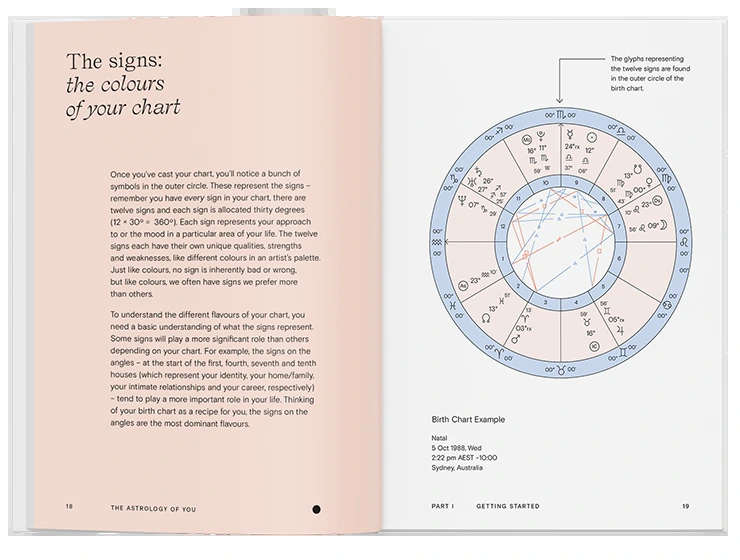 The signs:
the colours
of your chart
Once you've cast your chart, you'll notice a bunch of
symbols in the outer circle. These represent the signs –
remember you have every sign in your chart, there are
twelve signs and each sign is allocated thirty degrees
(12 × 30º = 360º). Each sign represents your approach
to or the mood in a particular area of your life. The twelve
signs each have their own unique qualities, strengths
and weaknesses, like different colours in an artist's palette.
Just like colours, no sign is inherently bad or wrong,
but like colours, we often have signs we prefer more
than others.
To understand the different flavours of your chart, you
need a basic understanding of what the signs represent.
Some signs will play a more significant role than others
depending on your chart. For example, the signs on the
angles – at the start of the first, fourth, seventh and tenth
houses (which represent your identity, your home/family,
your intimate relationships and your career, respectively)
– tend to play a more important role in your life. Thinking
of your birth chart as a recipe for you, the signs on the
angles are the most dominant flavours.
18 THE ASTROLOGY OF YOU
The glyphs representing
the twelve signs are found
in the outer circle of the
birth chart.
Birth Chart Example
Natal
5 Oct 1988, Wed
2:22 pm AEST -10:00
Sydney, Australia
PART I GETTING STARTED 19